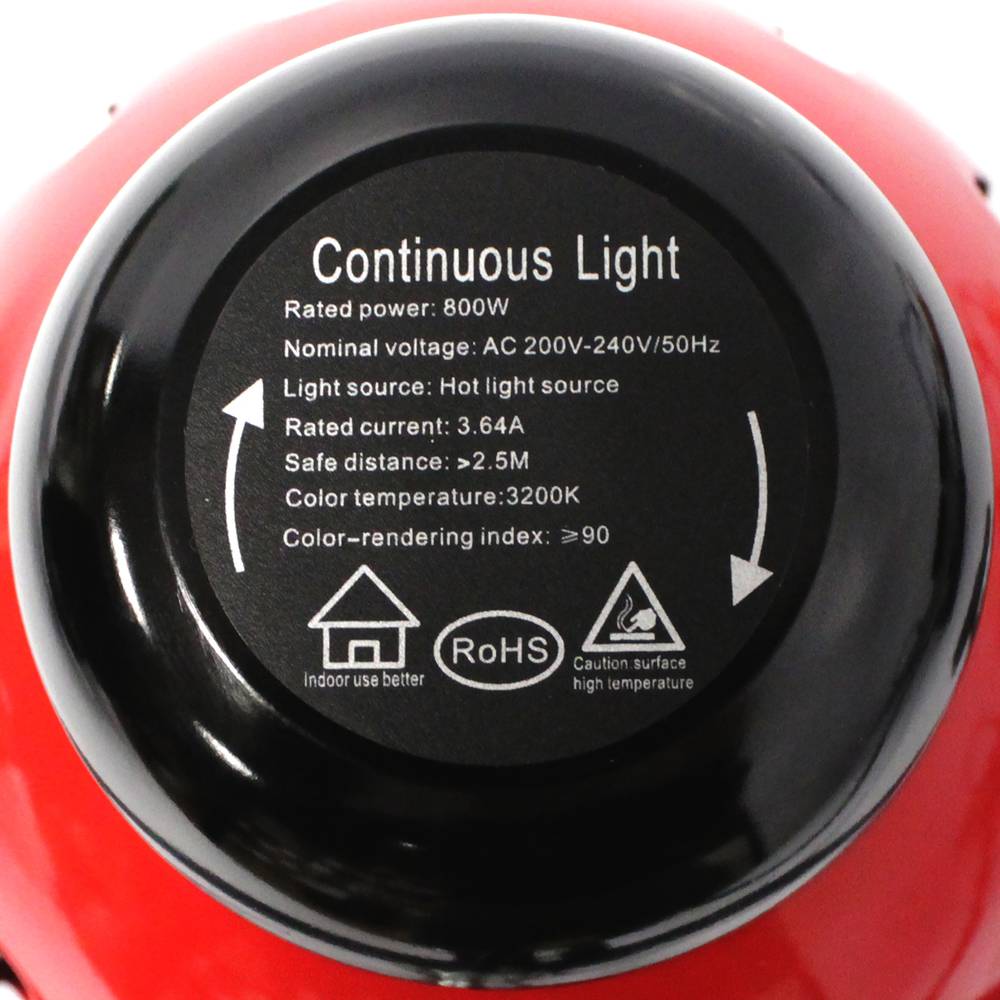 Continuous Light
Rated power: 800W
Nominal voltage: AC 200V-240V/50Hz
Light source: Hot light source
Rated current: 3.64A
Safe distance: >2.5M
Color temperature:3200K
Color-rendering index: ≥90
Indoor use better
RoHS
Caution.surface
high temperature